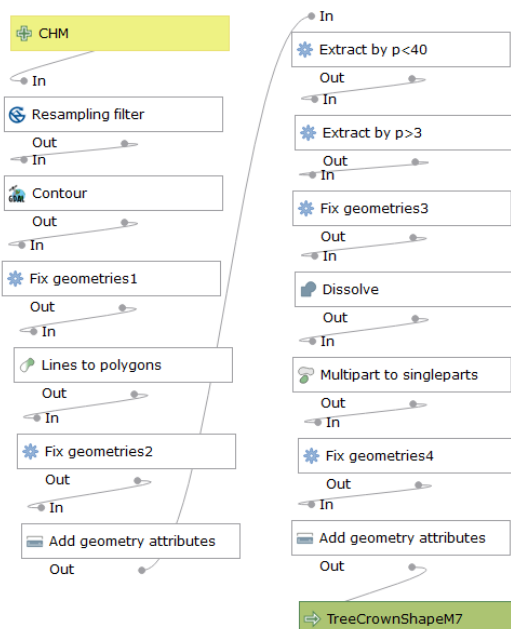 CHM
In
Resampling filter
Out
In
Contour
Out
In
Fix geometries1
Out
In
Lines to polygons
Out
In
Fix geometries2
Out
In
Add geometry attributes
Out
In
Extract by p<40
Out
In
Extract by p>3
Out
In
Fix geometries3
Out
In
Dissolve
Out
In
Multipart to singleparts
Out
In
Fix geometries4
Out
In
Add geometry attributes
Out
TreeCrownShapeM7